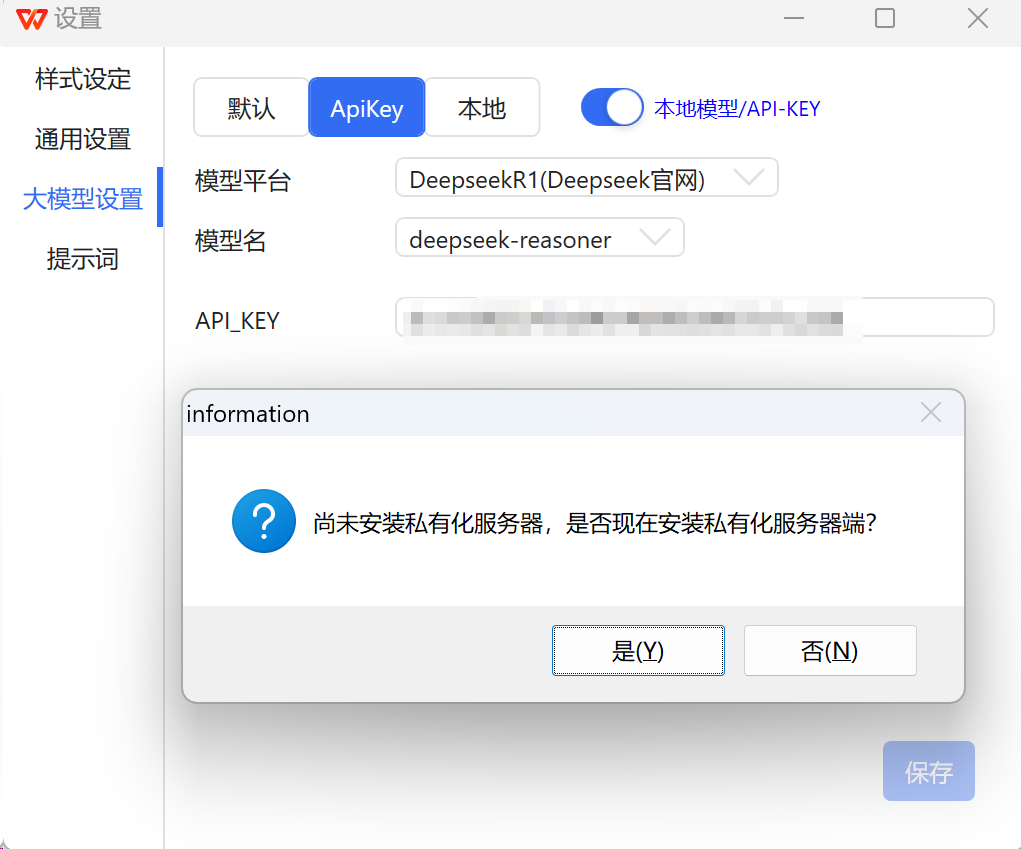 设置
样式设定
通用设置
大模型设置
提示词
默认
ApiKey
本地
本地模型/API-KEY
模型平台
DeepseekR1(Deepseek官网)
模型名
deepseek-reasoner
API_KEY
information
尚未安装私有化服务器，是否现在安装私有化服务器端?
是(Y)
否(N)
保存